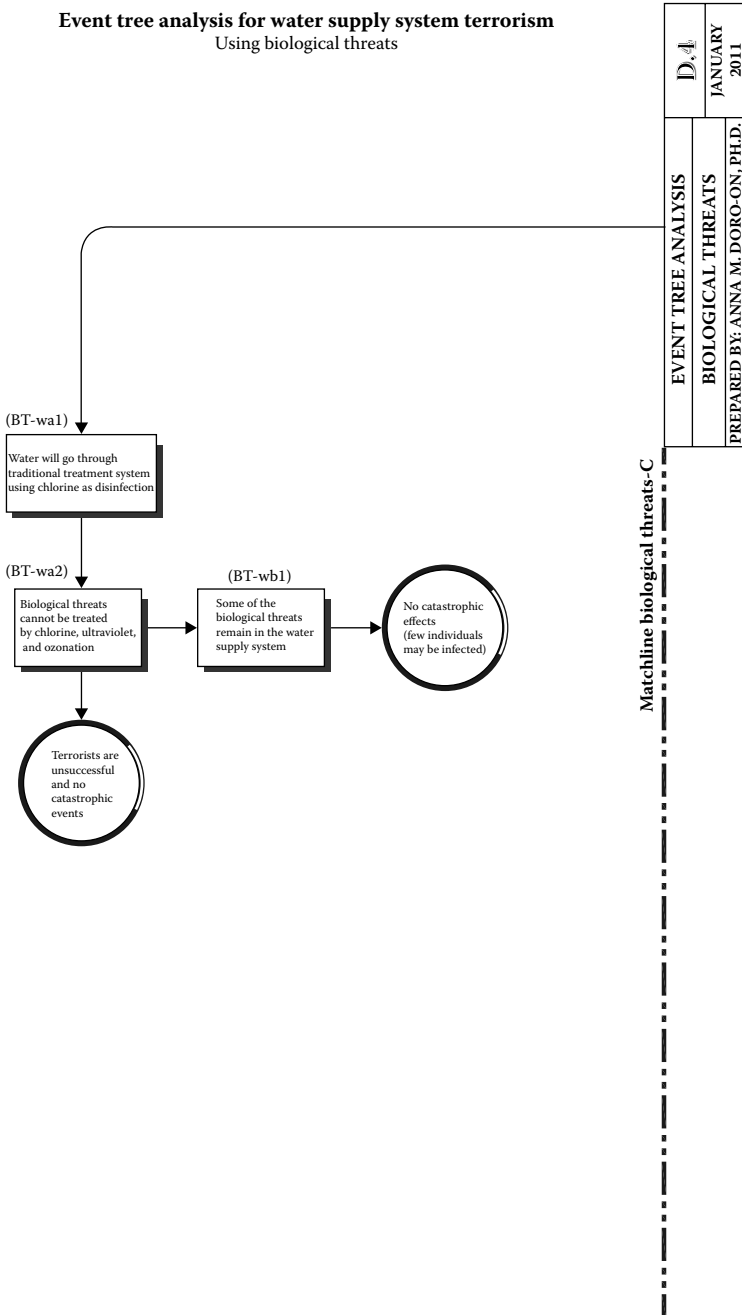 Event tree analysis for water supply system terrorism
Using biological threats
D.4
JANUARY
2011
EVENT TREE ANALYSIS
BIOLOGICAL THREATS
PREPARED BY: ANNA M. DORO-ON, PH.D.
(BT-wa1)
Water will go through
traditional treatment system
using chlorine as disinfection
(BT-wa2)
Biological threats
cannot be treated
by chlorine, ultraviolet,
and ozonation
(BT-wb1)
Some of the
biological threats
remain in the water
supply system
No catastrophic
effects
(few individuals
may be infected)
Terrorists are
unsuccessful
and no
catastrophic
events
Matchline biological threats-C